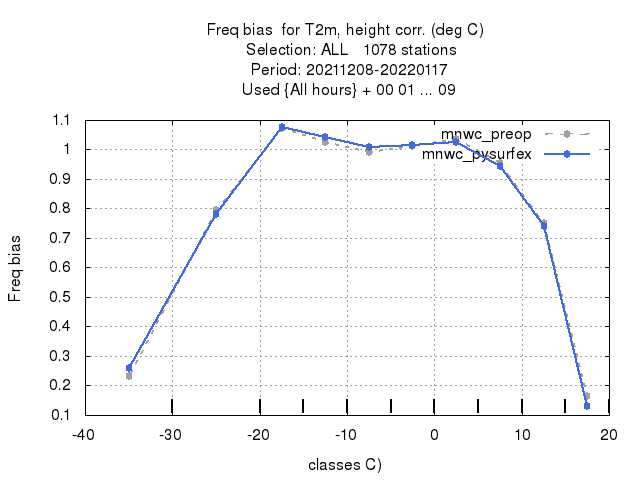 Freq bias  for T2m, height corr. (deg C)
Selection: ALL   1078 stations
Period: 20211208-20220117
Used {All hours} + 00 01 ... 09
mnwc_preop
mnwc_pysurfex
Freq bias
1.1
1
0.9
0.8
0.7
0.6
0.5
0.4
0.3
0.2
0.1
-40 -30 -20 -10 0 10 20
classes C)